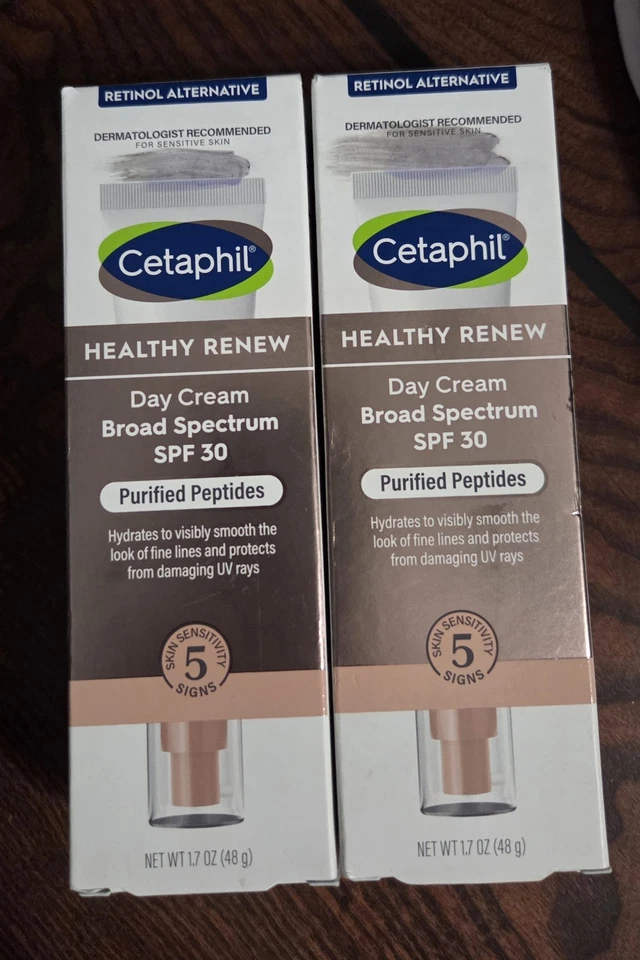 RETINOL ALTERNATIVE
DERMATOLOGIST RECOMMENDED
FOR SENSITIVE SKIN
Cetaphil®
HEALTHY RENEW
Day Cream
Broad Spectrum
SPF 30
Purified Peptides
Hydrates to visibly smooth the
look of fine lines and protects
from damaging UV rays
SKIN SENSITIVITY
5
SIGNS
NET WT 1.7 OZ (48 g)
RETINOL ALTERNATIVE
DERMATOLOGIST RECOMMENDED
FOR SENSITIVE SKIN
Cetaphil®
HEALTHY RENEW
Day Cream
Broad Spectrum
SPF 30
Purified Peptides
Hydrates to visibly smooth the
look of fine lines and protects
from damaging UV rays
SKIN SENSITIVITY
5
SIGNS
NET WT 1.7 OZ (48 g)